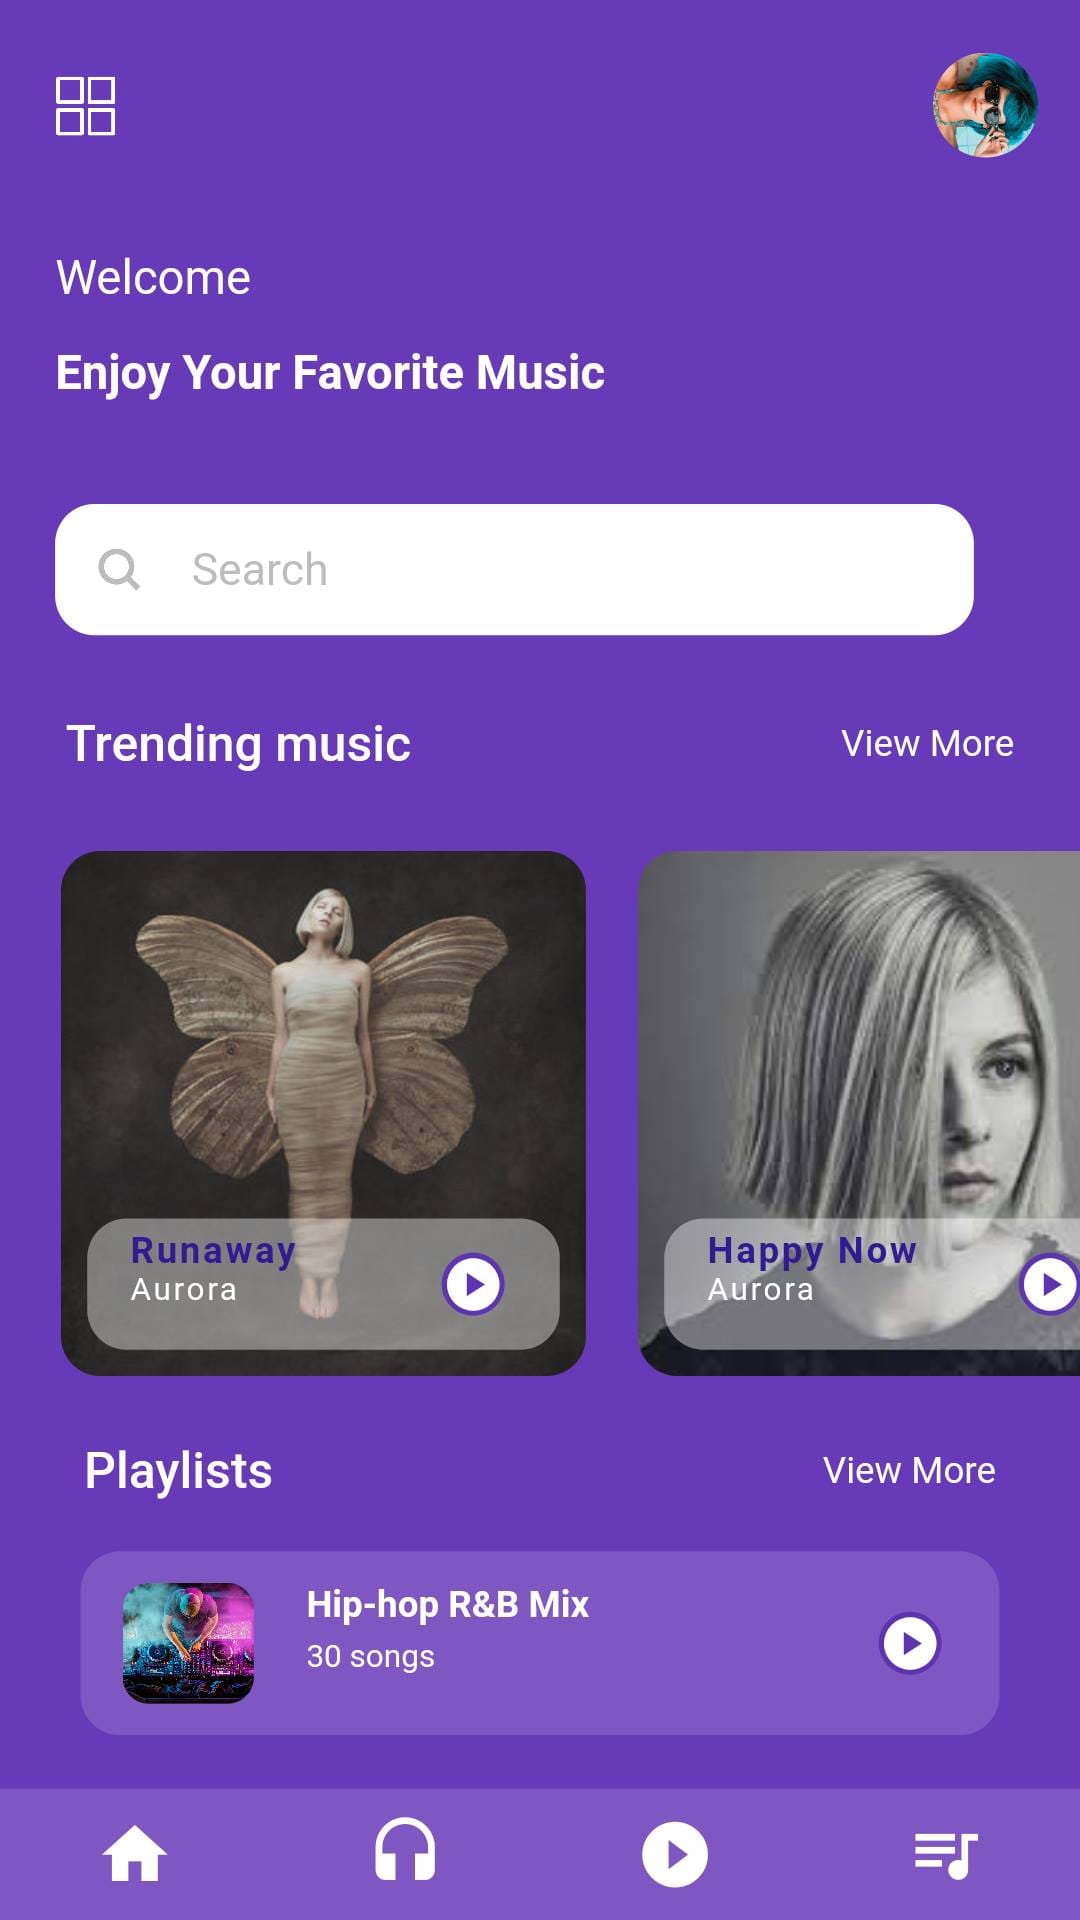 Welcome
Enjoy Your Favorite Music
Search
Trending music
View More
Runaway
Aurora
Happy Now
Aurora
Playlists
View More
Hip-hop R&B Mix
30 songs